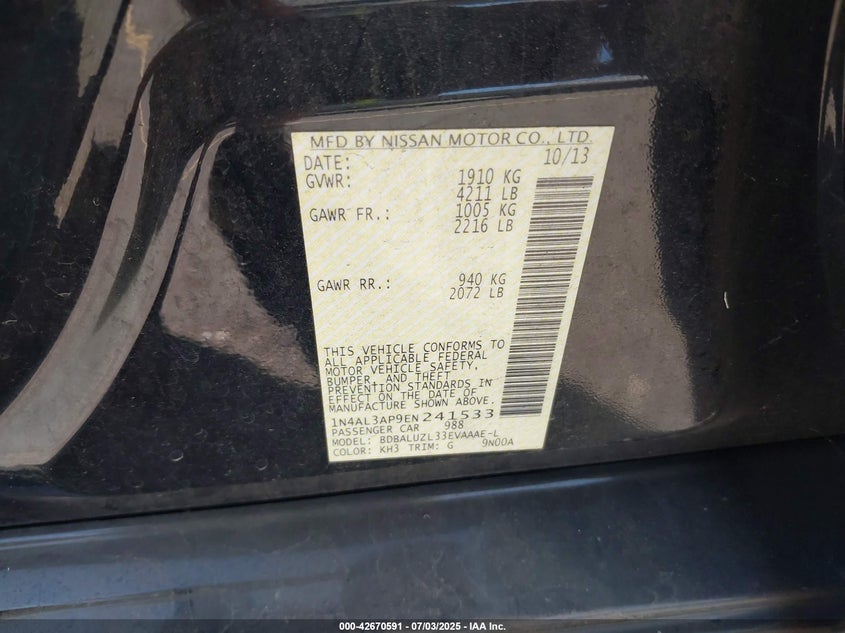 MFD BY NISSAN MOTOR CO., LTD.
DATE: 10/13
GVWR: 1910 KG
4211 LB
GAWR FR.: 1005 KG
2216 LB
GAWR RR.: 940 KG
2072 LB
THIS VEHICLE CONFORMS TO
ALL APPLICABLE FEDERAL
MOTOR VEHICLE SAFETY,
BUMPER, AND THEFT
PREVENTION STANDARDS IN
EFFECT ON THE DATE OF
MANUFACTURE SHOWN ABOVE.
1N4AL3AP9EN241533
PASSENGER CAR 988
MODEL: BDBALUZL33EVAAAE-L
COLOR: KH3 TRIM: G 9N00A
000-42670591 - 07/03/2025 - IAA Inc.